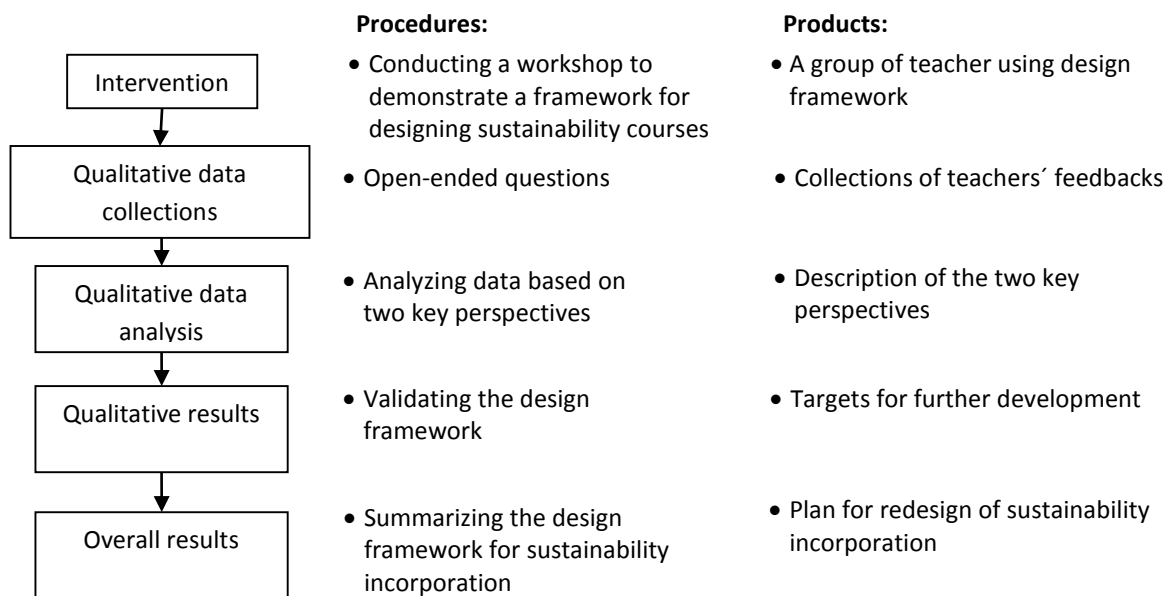 Procedures:
Products:
Intervention
• Conducting a workshop to
demonstrate a framework for
designing sustainability courses
• A group of teacher using design
framework
Qualitative data
collections
• Open-ended questions
• Collections of teachers´ feedbacks
Qualitative data
analysis
• Analyzing data based on
two key perspectives
• Description of the two key
perspectives
Qualitative results
• Validating the design
framework
• Targets for further development
Overall results
• Summarizing the design
framework for sustainability
incorporation
• Plan for redesign of sustainability
incorporation